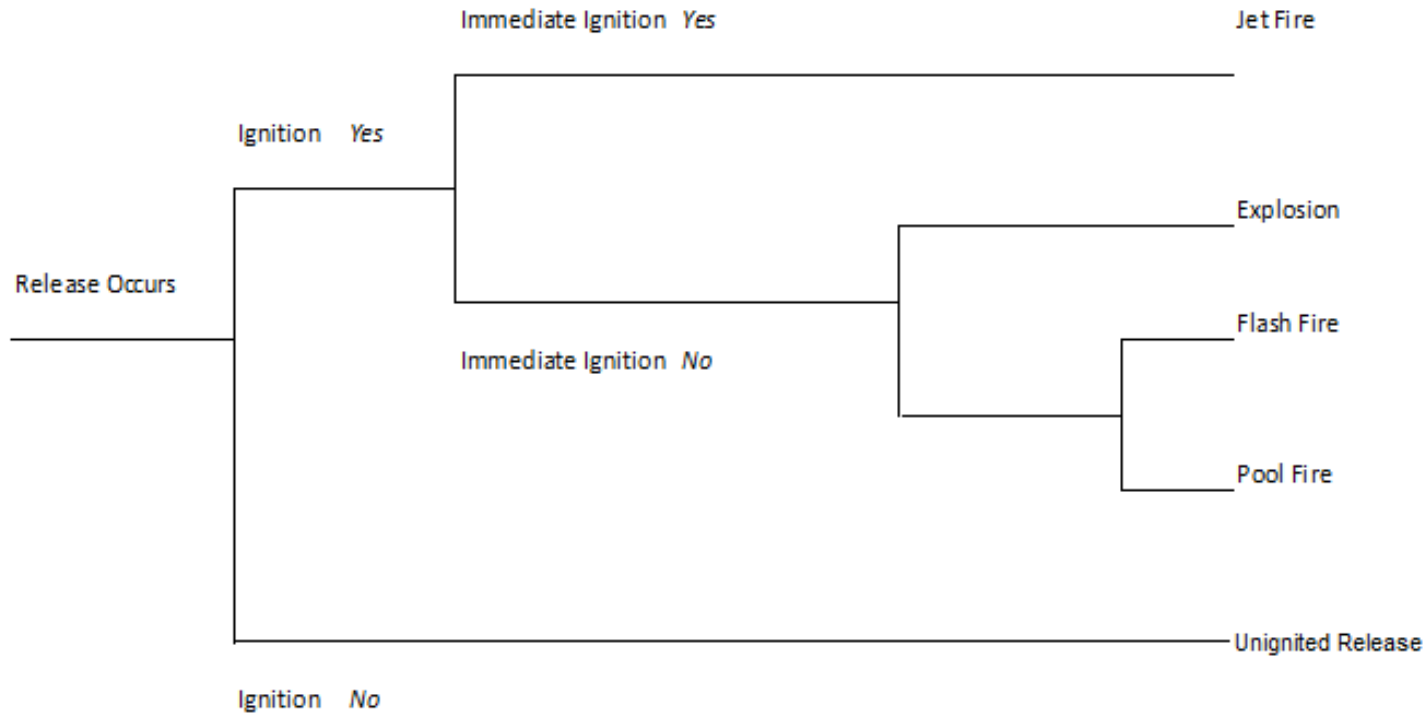 Immediate Ignition Yes
Jet Fire
Ignition Yes
Explosion
Release Occurs
Flash Fire
Immediate Ignition No
Pool Fire
Unignited Release
Ignition No